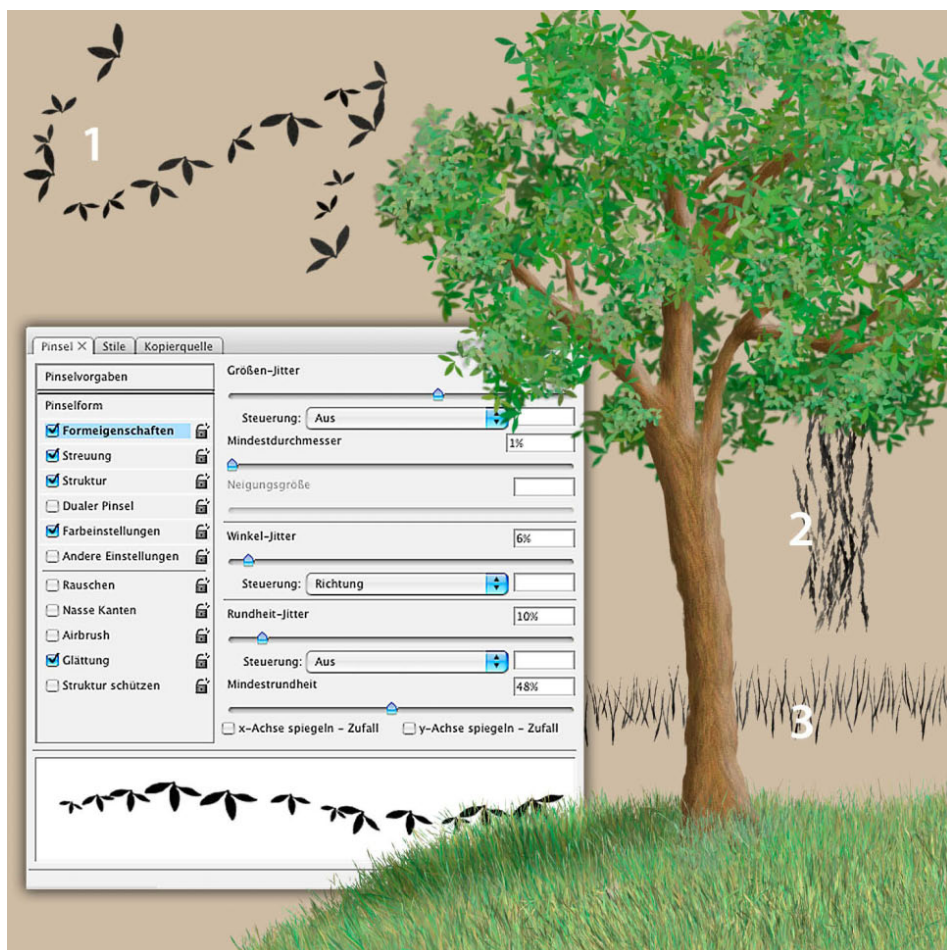 1
Pinsel X Stile Kopierquelle
Pinselvorgaben
Pinselform
Formeigenschaften
Streuung
Struktur
Dualer Pinsel
Farbeinstellungen
Andere Einstellungen
Rauschen
Nasse Kanten
Airbrush
Glättung
Struktur schützen
Größen-Jitter
Steuerung: Aus
Mindestdurchmesser 1%
Neigungsgröße
Winkel-Jitter 6%
Steuerung: Richtung
Rundheit-Jitter 10%
Steuerung: Aus
Mindestrundheit 48%
x-Achse spiegeln - Zufall y-Achse spiegeln - Zufall
2
3